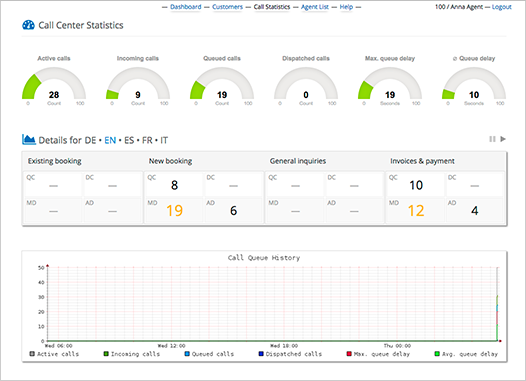 — Dashboard — Customers — Call Statistics — Agent List — Help — 100 / Anna Agent — Logout
Call Center Statistics
Active calls Incoming calls Queued calls Dispatched calls Max. queue delay ∅ Queue delay
28 9 19 0 19 10
0 Count 100 0 Count 100 0 Count 100 0 Count 100 0 Seconds 100 0 Seconds 100
Details for DE • EN • ES • FR • IT
Existing booking New booking General inquiries Invoices & payment
QC — DC — QC 8 DC — QC — DC — QC 10 DC —
MD — AD — MD 19 AD 6 MD — AD — MD 12 AD 4
Call Queue History
50
40
30
20
10
0
Wed 06:00 Wed 12:00 Wed 18:00 Thu 00:00
Active calls Incoming calls Queued calls Dispatched calls Max. queue delay Avg. queue delay